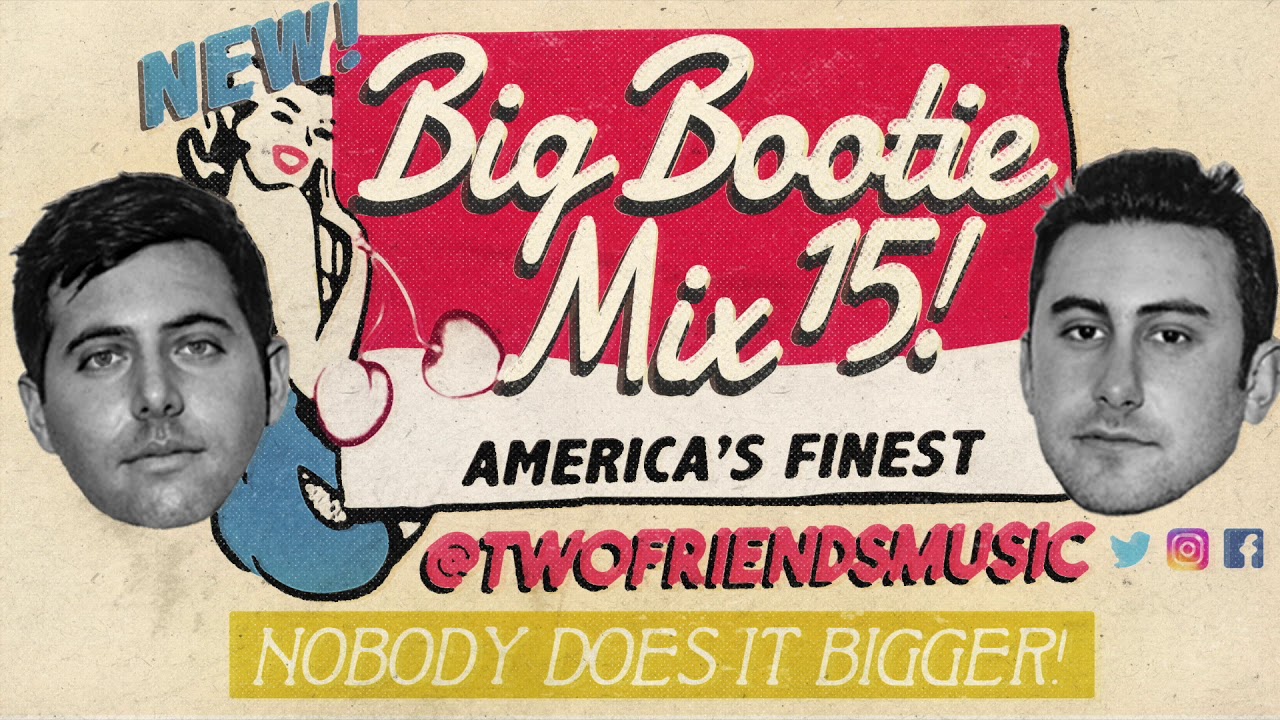 NEW!
Big Bootie
Mix 15!
AMERICA'S FINEST
@TWOFRIENDSMUSIC
NOBODY DOES IT BIGGER!